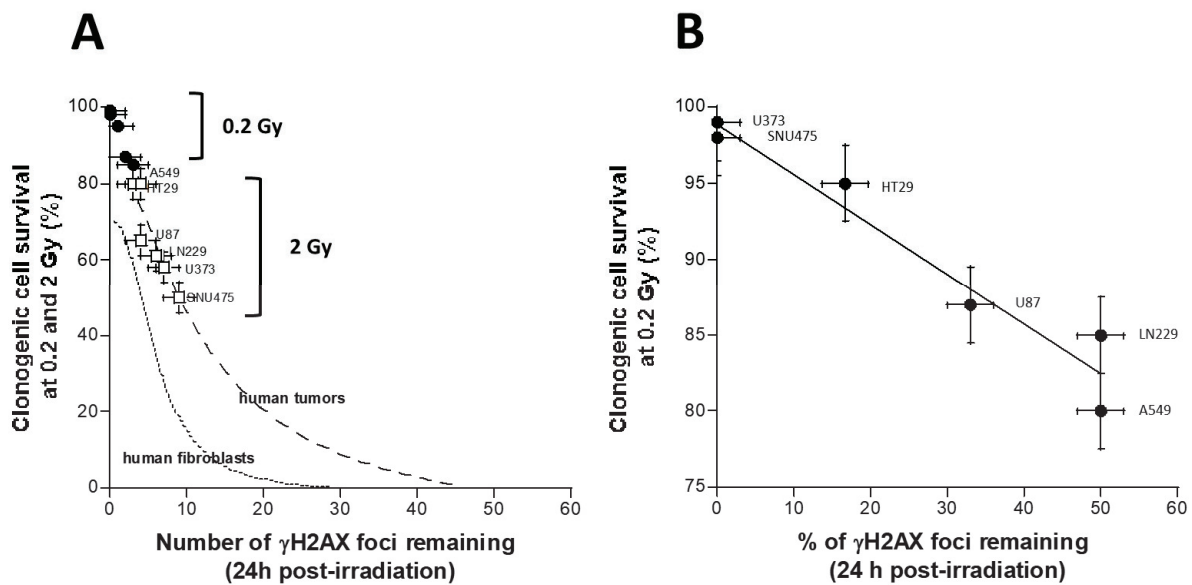 A
B
Clonogenic cell survival
at 0.2 and 2 Gy (%)
100
80
60
40
20
0
0.2 Gy
2 Gy
A549
HT29
U87
LN229
U373
SNU475
human tumors
human fibroblasts
0 10 20 30 40 50 60
Number of γH2AX foci remaining
(24h post-irradiation)
Clonogenic cell survival
at 0.2 Gy (%)
100
95
90
85
80
75
U373
SNU475
HT29
U87
LN229
A549
0 10 20 30 40 50 60
% of γH2AX foci remaining
(24 h post-irradiation)